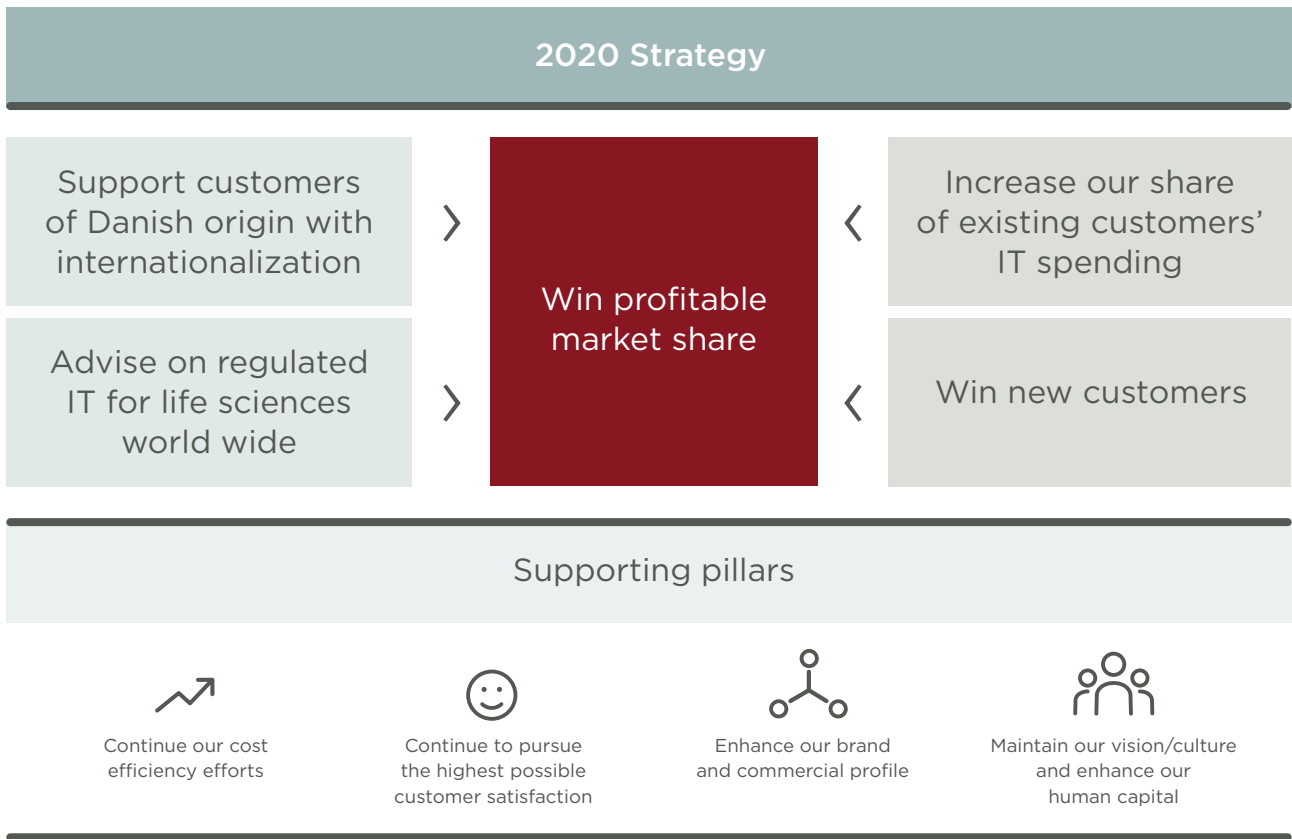 2020 Strategy
Support customers
of Danish origin with
internationalization
Advise on regulated
IT for life sciences
world wide
Win profitable
market share
Increase our share
of existing customers’
IT spending
Win new customers
Supporting pillars
Continue our cost
efficiency efforts
Continue to pursue
the highest possible
customer satisfaction
Enhance our brand
and commercial profile
Maintain our vision/culture
and enhance our
human capital